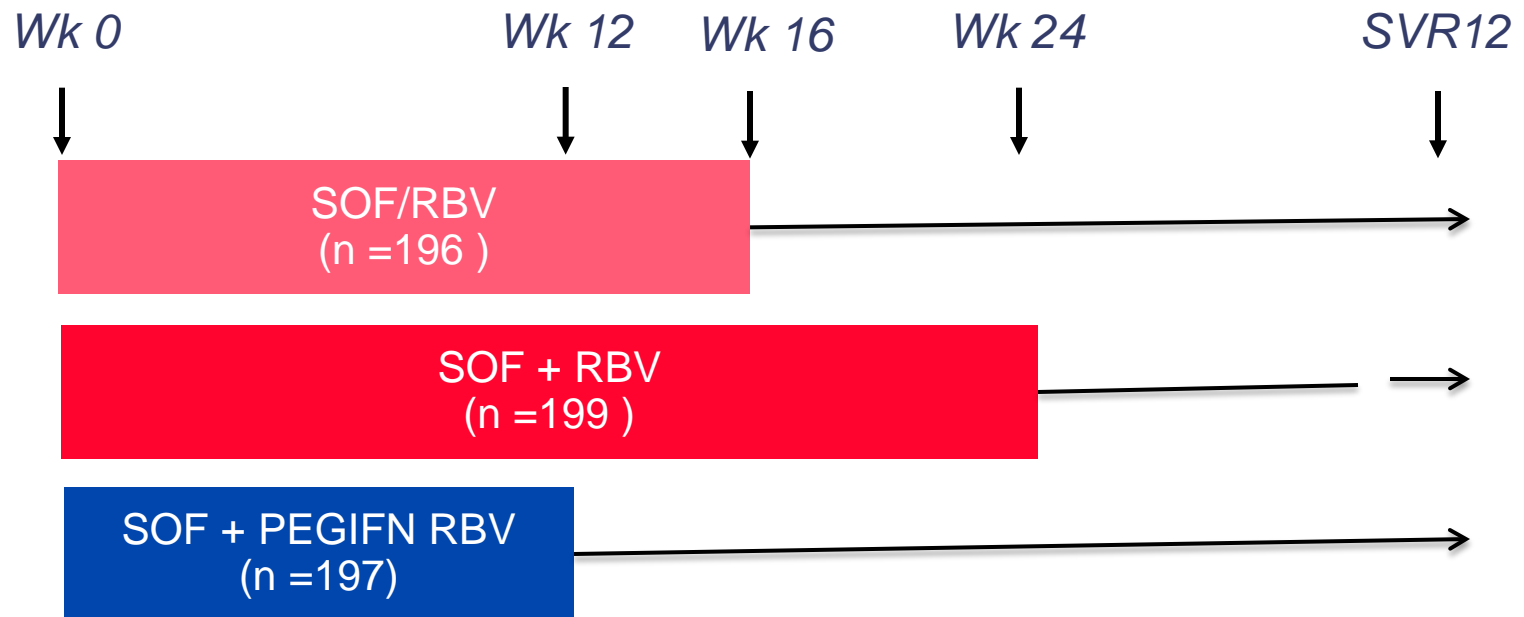 Wk 0
Wk 12
Wk 16
Wk 24
SVR12
SOF/RBV
(n =196 )
SOF + RBV
(n =199 )
SOF + PEGIFN RBV
(n =197)